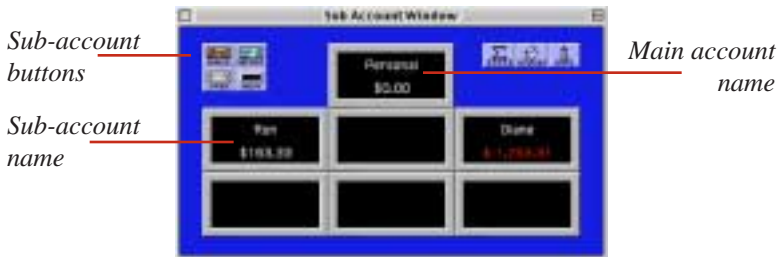 Sub Account Window
Sub-account
buttons
Main account
name
Personal
$0.00
Sub-account
name
Ron
Diane